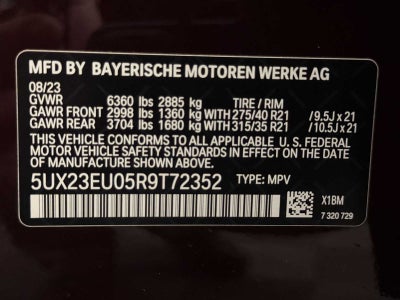 MFD BY BAYERISCHE MOTOREN WERKE AG
08/23
GVWR 6360 lbs 2885 kg TIRE / RIM
GAWR FRONT 2998 lbs 1360 kg WITH 275/40 R21 / 9.5J x 21
GAWR REAR 3704 lbs 1680 kg WITH 315/35 R21 / 10.5J x 21
THIS VEHICLE CONFORMS TO ALL APPLICABLE U.S. FEDERAL
MOTOR VEHICLE SAFETY STANDARDS IN EFFECT ON THE
DATE OF MANUFACTURE SHOWN ABOVE.
5UX23EU05R9T72352 TYPE: MPV
X1BM
7 320 729